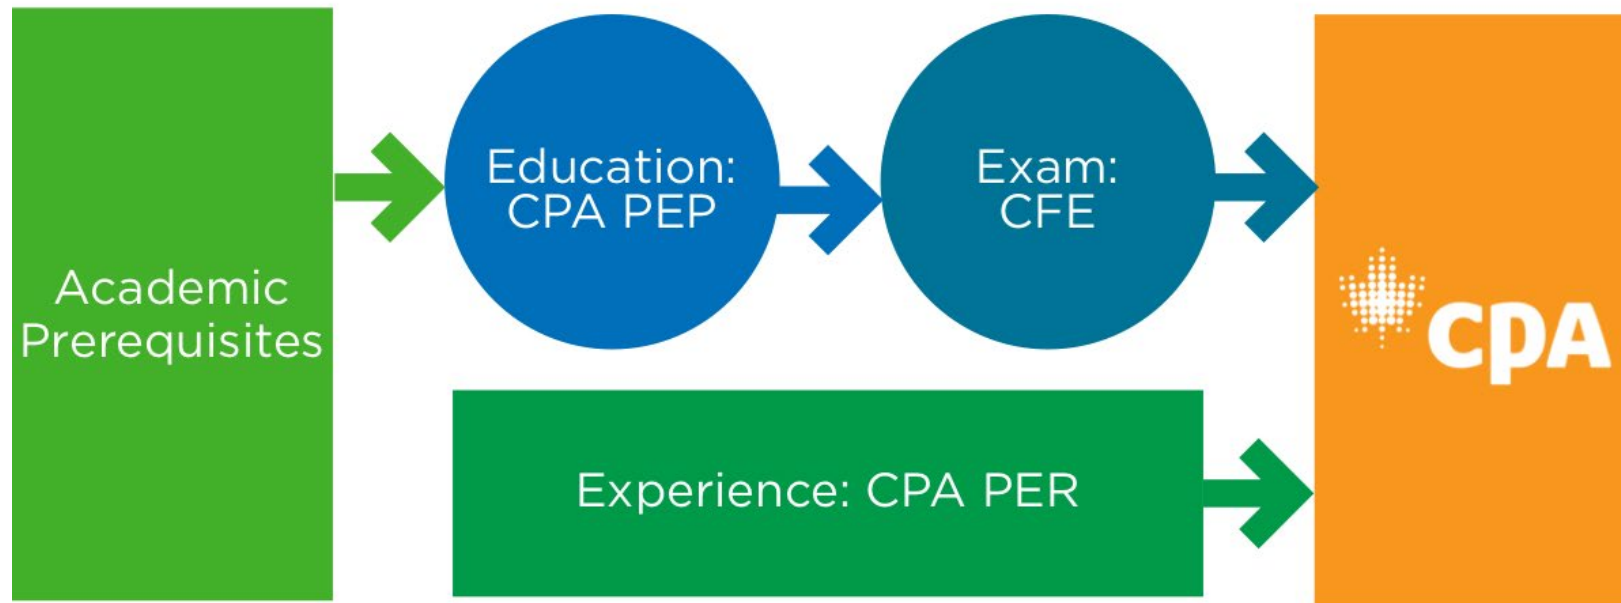 Academic
Prerequisites
Education:
CPA PEP
Exam:
CFE
Experience: CPA PER
CPA